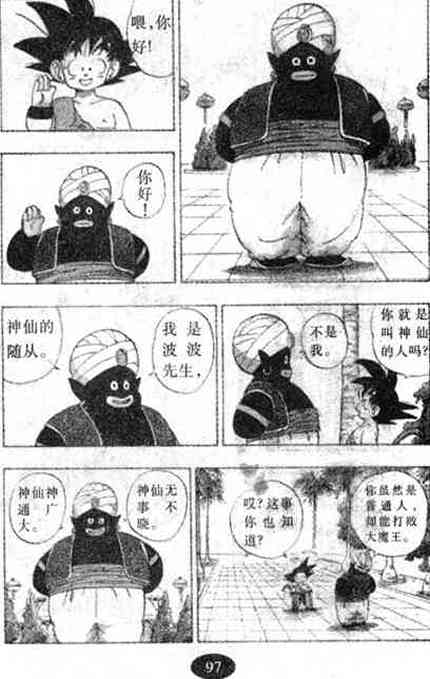 喂,你
好!
你
好
!
你就是
叫神仙
的人吗?
不是
我。
我是
波波
先生,
神仙的
随从。
你虽然是
普通人,
却能打败
大魔王。
哎?这事
你也知
道?
神仙无
事不
晓。
神仙神
通广
大。
97